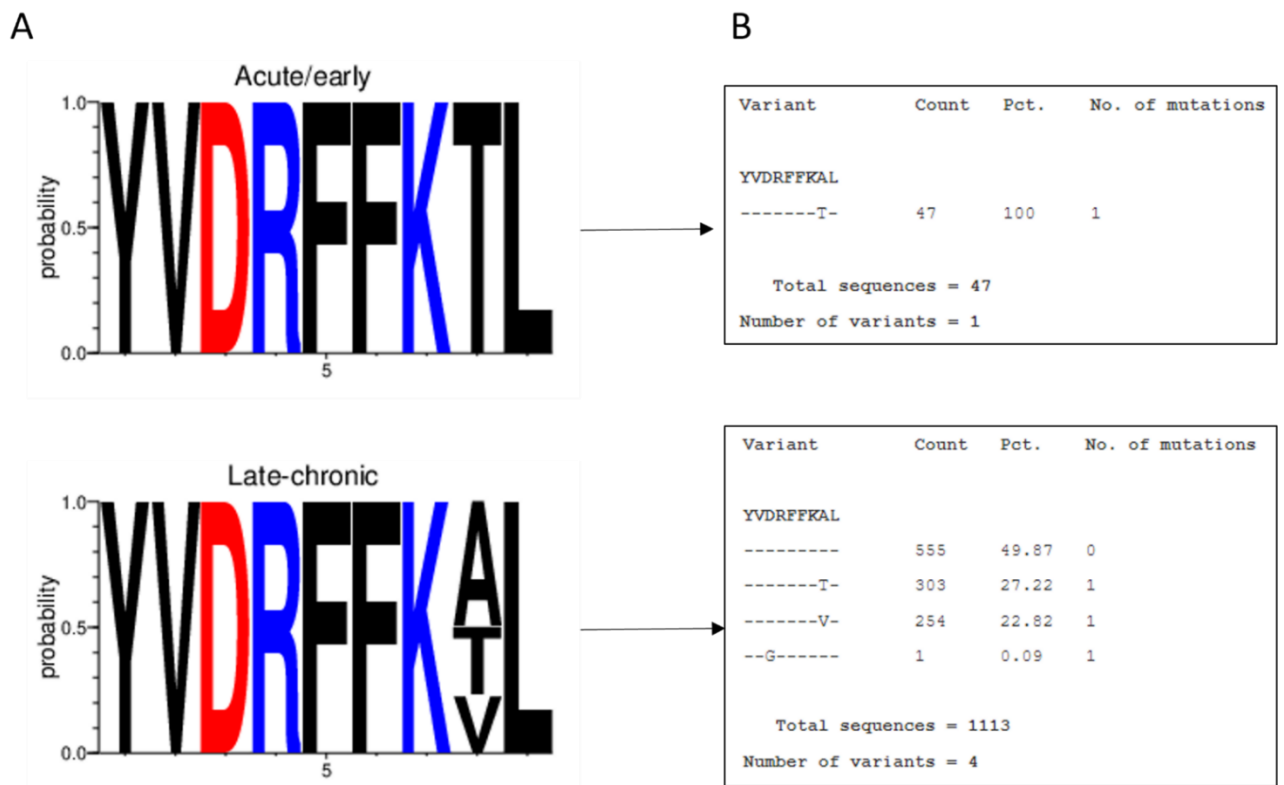 A
B
Acute/early
probability
1.0
0.5
0.0
YVDRFFKTL
5
Variant Count Pct. No. of mutations
YVDRFFKAL
-------T- 47 100 1
Total sequences = 47
Number of variants = 1
Late-chronic
probability
1.0
0.5
0.0
YVDRFFKAL
T
V
5
Variant Count Pct. No. of mutations
YVDRFFKAL
--------- 555 49.87 0
-------T- 303 27.22 1
-------V- 254 22.82 1
--G------ 1 0.09 1
Total sequences = 1113
Number of variants = 4